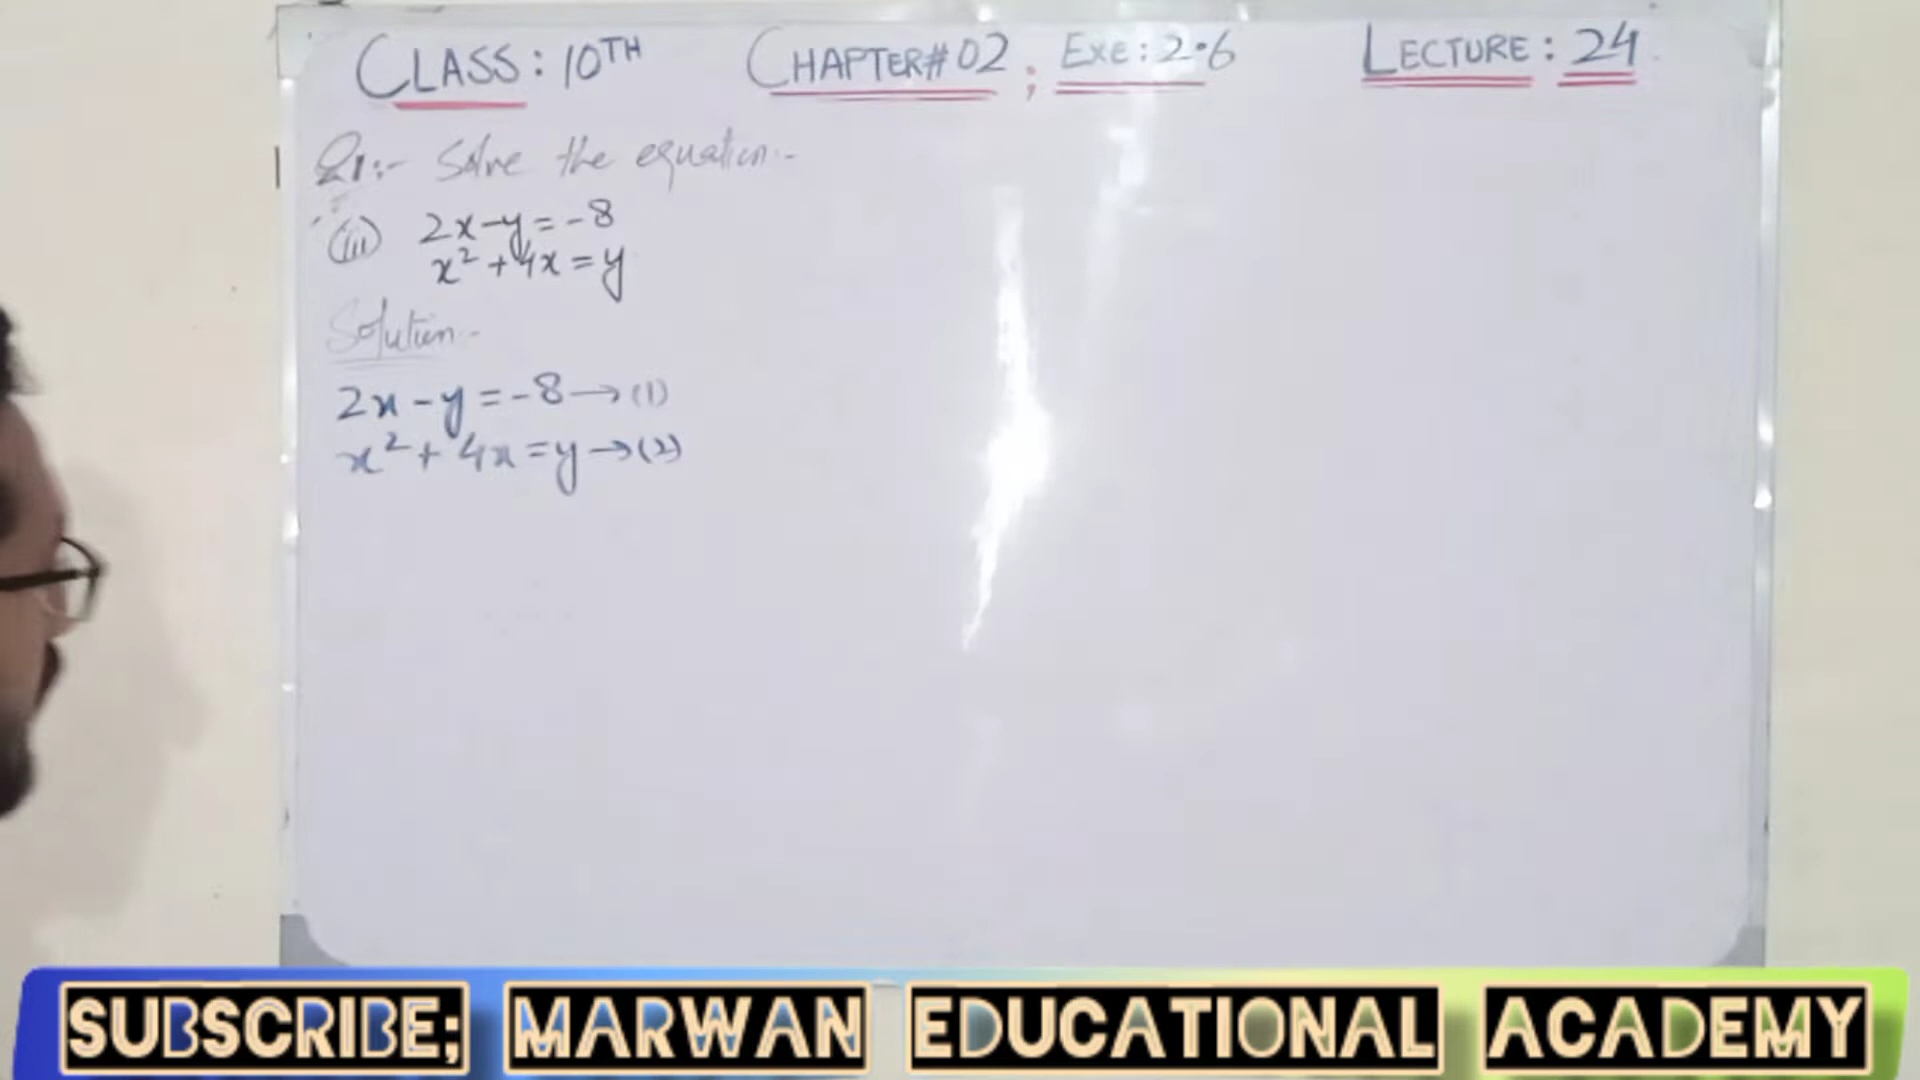 CLASS: 10TH CHAPTER# 02 ; EXE: 2.6 LECTURE: 24
Q1:- Solve the equation:-
(iii) 2x-y=-8
x²+4x=y
Solution:-
2x-y=-8→(1)
x²+4x=y→(2)
SUBSCRIBE; MARWAN EDUCATIONAL ACADEMY